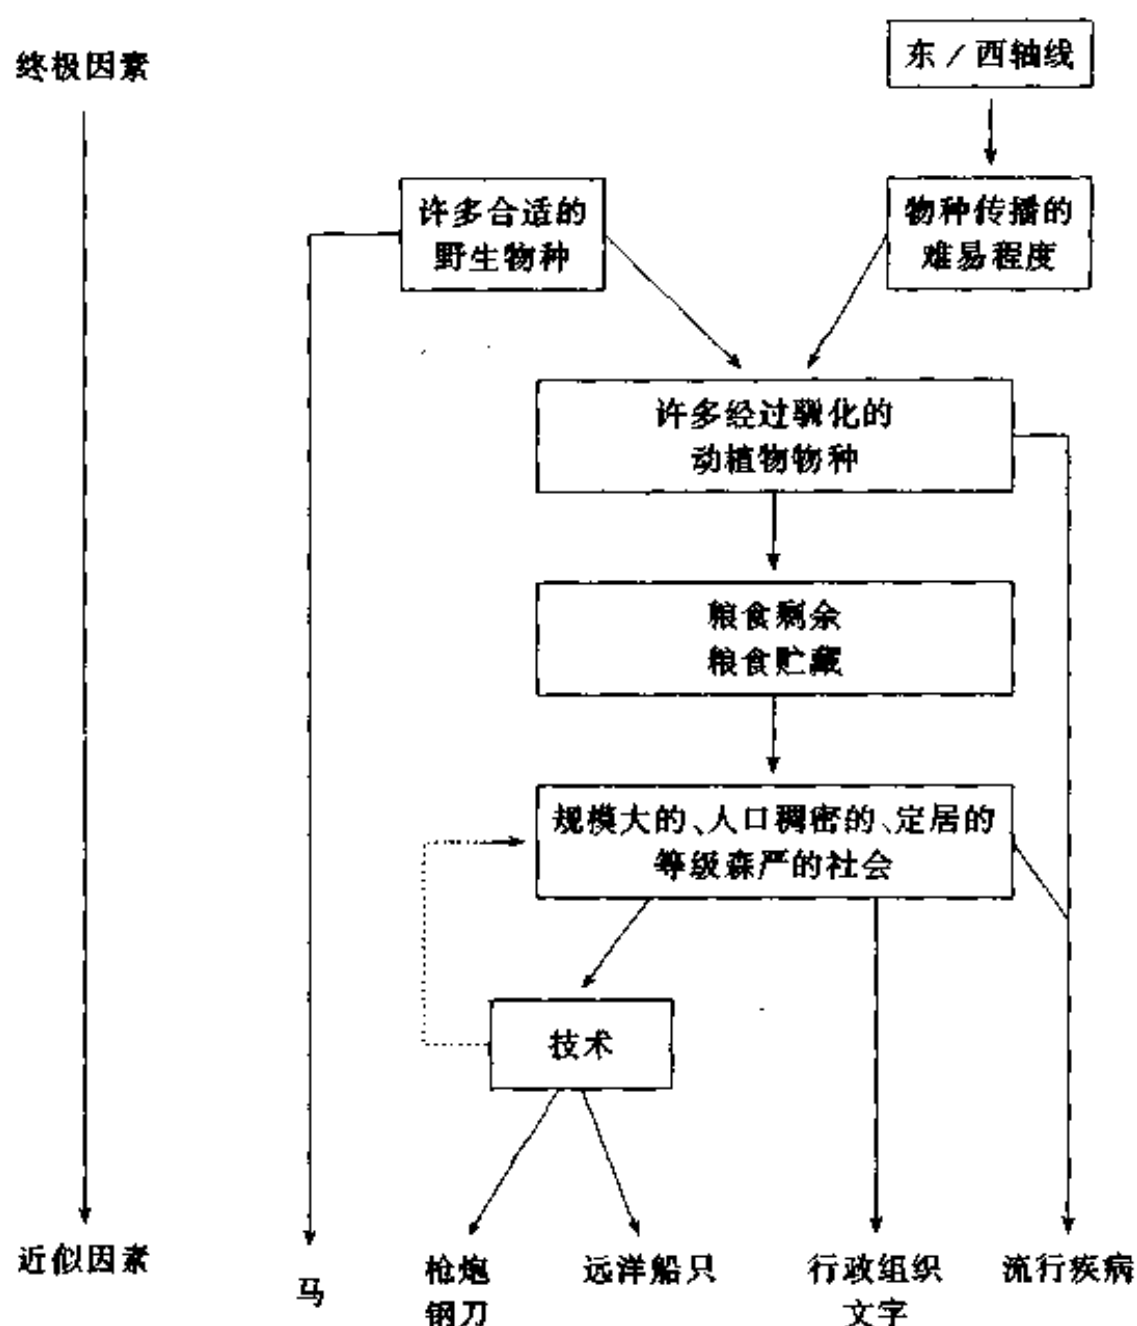 终极因素
东／西轴线
许多合适的
野生物种
物种传播的
难易程度
许多经过驯化的
动植物物种
粮食剩余
粮食贮藏
规模大的、人口稠密的、定居的
等级森严的社会
技术
近似因素
马
枪炮
钢刀
远洋船只
行政组织
文字
流行疾病